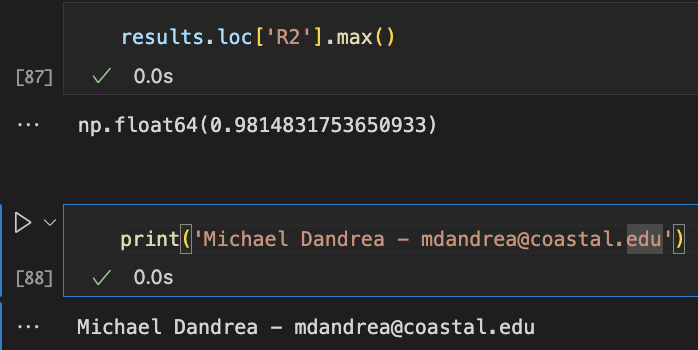 results.loc['R2'].max()
[87]
0.0s
np.float64(0.9814831753650933)
print('Michael Dandrea - mdandrea@coastal.edu')
[88]
0.0s
Michael Dandrea - mdandrea@coastal.edu